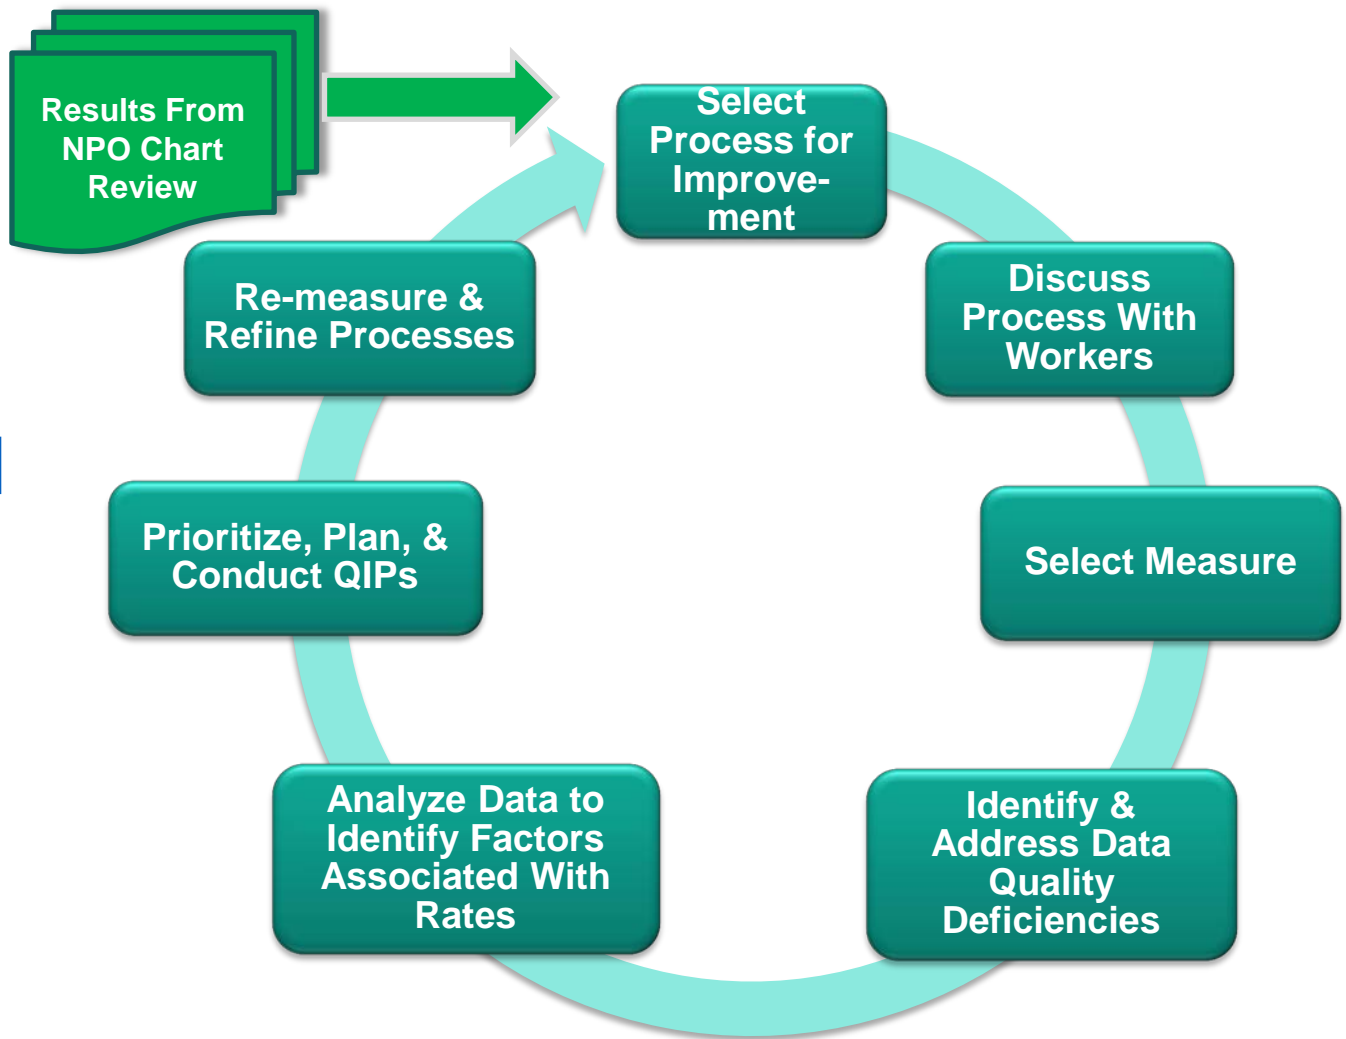 Results From
NPO Chart
Review
Select
Process for
Improve-
ment
Discuss
Process With
Workers
Select Measure
Identify &
Address Data
Quality
Deficiencies
Analyze Data to
Identify Factors
Associated With
Rates
Prioritize, Plan, &
Conduct QIPs
Re-measure &
Refine Processes